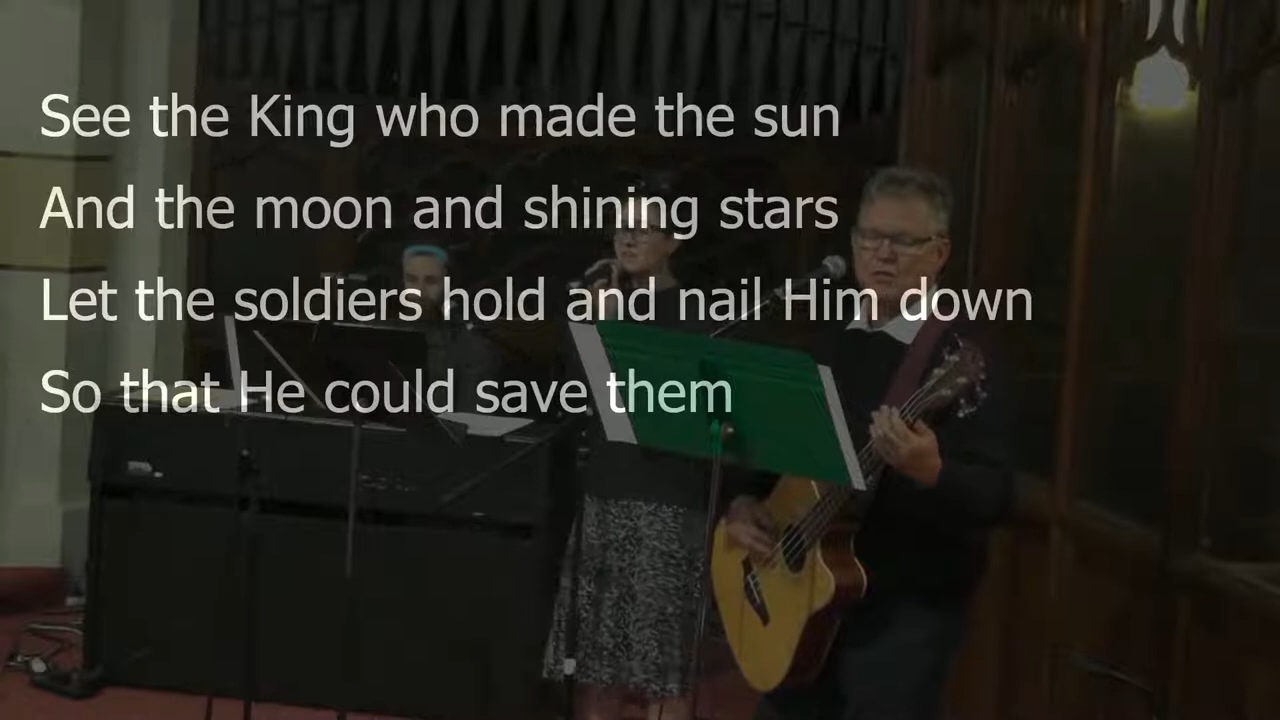 See the King who made the sun
And the moon and shining stars
Let the soldiers hold and nail Him down
So that He could save them